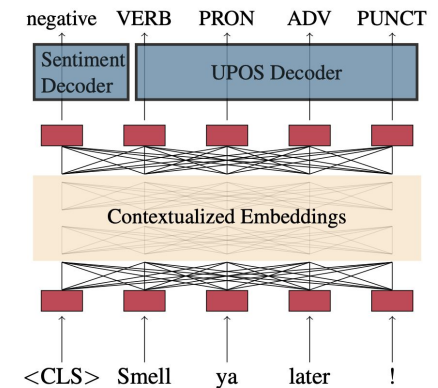 negative VERB PRON ADV PUNCT
Sentiment
Decoder
UPOS Decoder
Contextualized Embeddings
<CLS> Smell ya later !